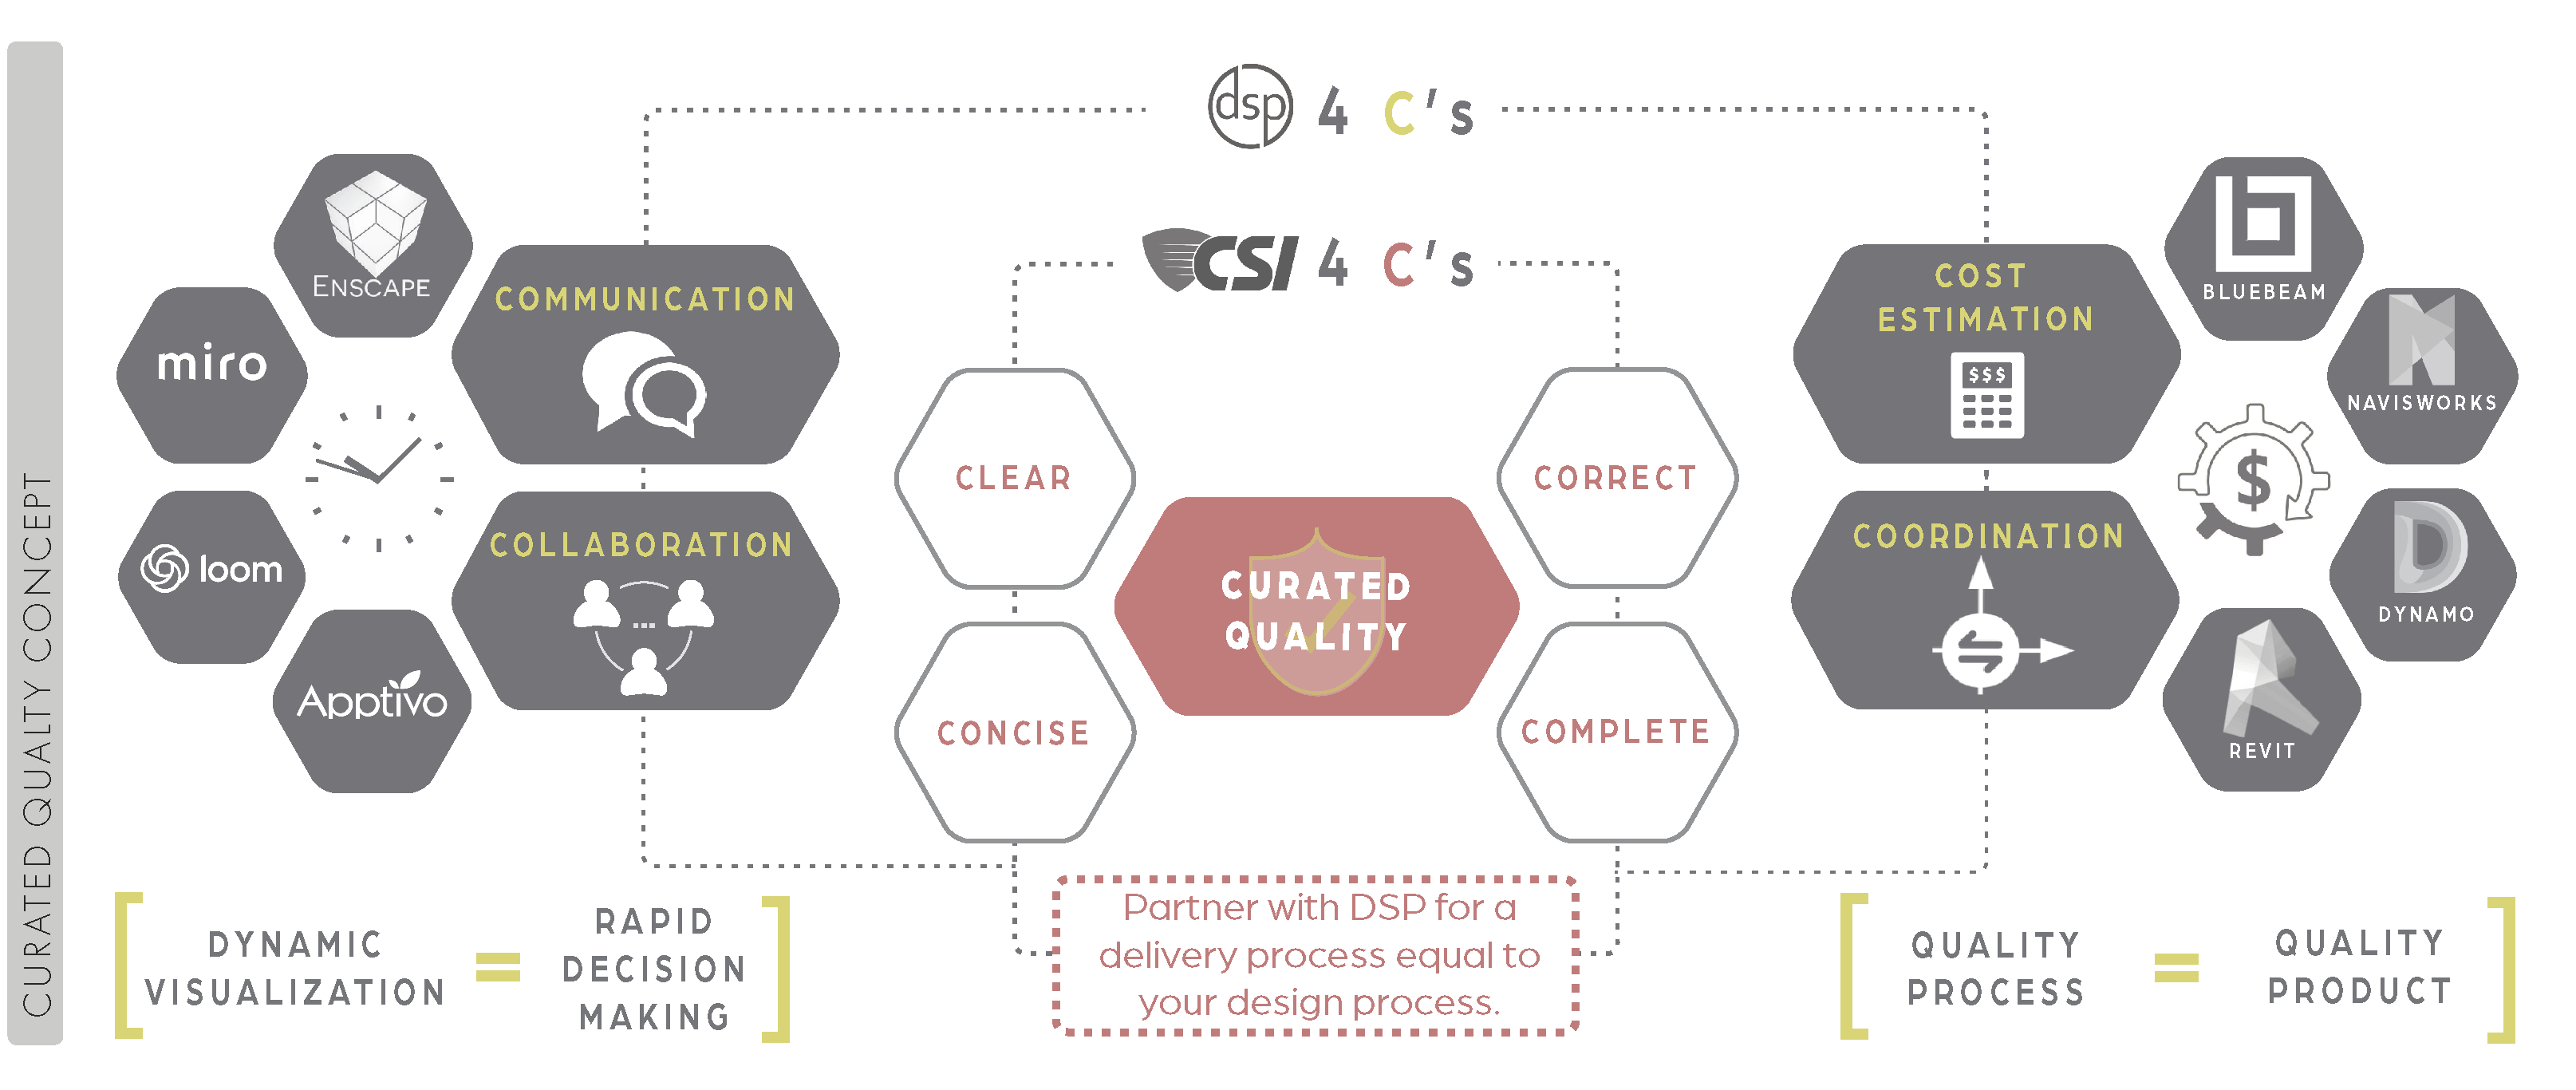 CURATED QUALTY CONCEPT
dsp 4 C's
CSI 4 C's
ENSCAPE
miro
loom
Apptivo
COMMUNICATION
COLLABORATION
CLEAR
CONCISE
CURATED
QUALITY
CORRECT
COMPLETE
COST
ESTIMATION
$$$
COORDINATION
$
BLUEBEAM
NAVISWORKS
DYNAMO
REVIT
DYNAMIC
VISUALIZATION
=
RAPID
DECISION
MAKING
Partner with DSP for a
delivery process equal to
your design process.
QUALITY
PROCESS
=
QUALITY
PRODUCT